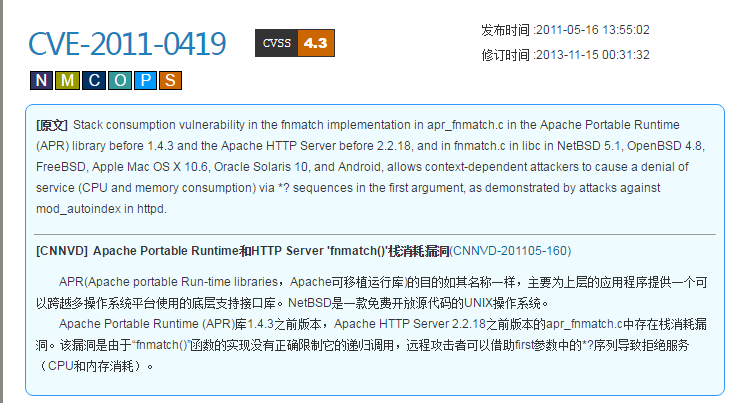 CVE-2011-0419
CVSS 4.3
发布时间 :2011-05-16 13:55:02
修订时间 :2013-11-15 00:31:32
N M C O P S
[原文] Stack consumption vulnerability in the fnmatch implementation in apr_fnmatch.c in the Apache Portable Runtime
(APR) library before 1.4.3 and the Apache HTTP Server before 2.2.18, and in fnmatch.c in libc in NetBSD 5.1, OpenBSD 4.8,
FreeBSD, Apple Mac OS X 10.6, Oracle Solaris 10, and Android, allows context-dependent attackers to cause a denial of
service (CPU and memory consumption) via *? sequences in the first argument, as demonstrated by attacks against
mod_autoindex in httpd.
[CNNVD] Apache Portable Runtime和HTTP Server 'fnmatch()'栈消耗漏洞(CNNVD-201105-160)
APR(Apache portable Run-time libraries，Apache可移植运行库)的目的如其名称一样，主要为上层的应用程序提供一个可
以跨越多操作系统平台使用的底层支持接口库。NetBSD是一款免费开放源代码的UNIX操作系统。
Apache Portable Runtime (APR)库1.4.3之前版本，Apache HTTP Server 2.2.18之前版本的apr_fnmatch.c中存在栈消耗漏
洞。该漏洞是由于“fnmatch()”函数的实现没有正确限制它的递归调用，远程攻击者可以借助first参数中的*?序列导致拒绝服务
（CPU和内存消耗）。